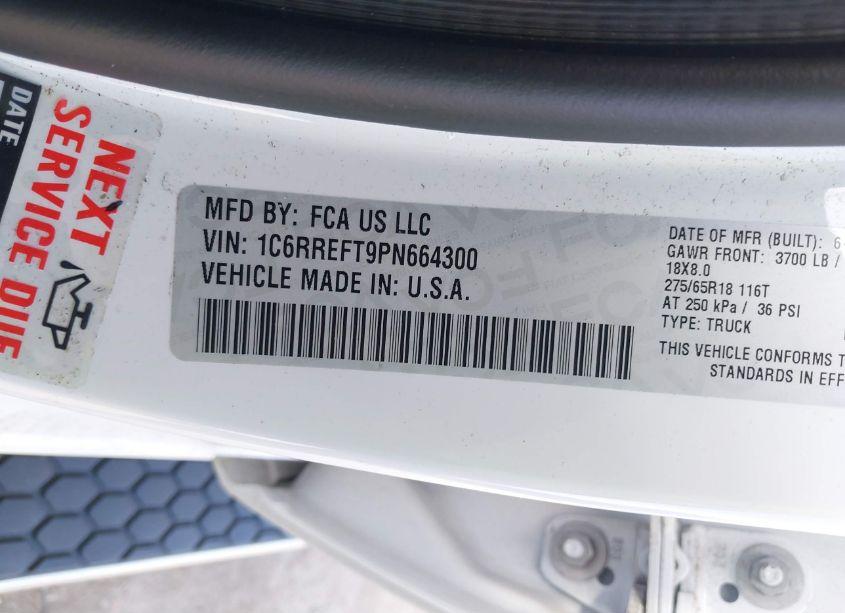 DATE
NEXT
SERVICE DUE
MFD BY: FCA US LLC
VIN: 1C6RREFT9PN664300
VEHICLE MADE IN: U.S.A.
DATE OF MFR (BUILT): 6
GAWR FRONT: 3700 LB /
18X8.0
275/65R18 116T
AT 250 kPa / 36 PSI
TYPE: TRUCK
THIS VEHICLE CONFORMS T
STANDARDS IN EFF